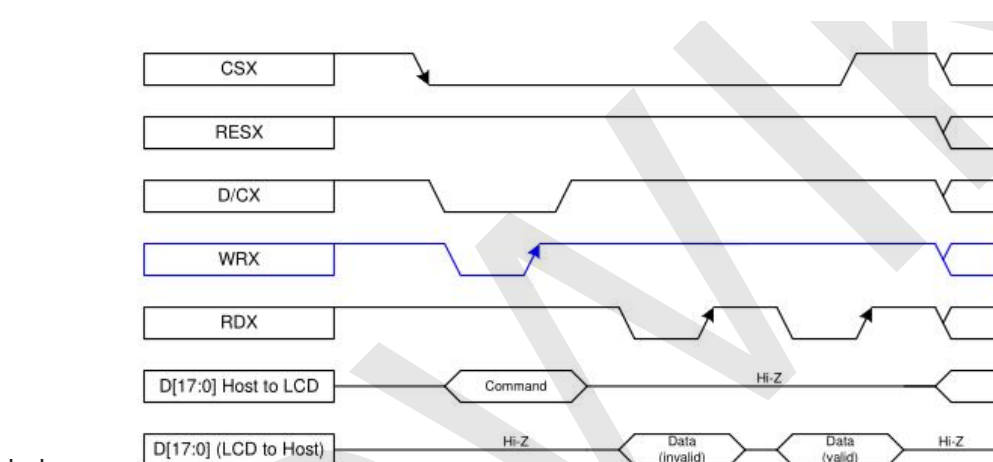 CSX
RESX
D/CX
WRX
RDX
D[17:0] Host to LCD
Command
Hi-Z
D[17:0] (LCD to Host)
Hi-Z
Data
(invalid)
Data
(valid)
Hi-Z